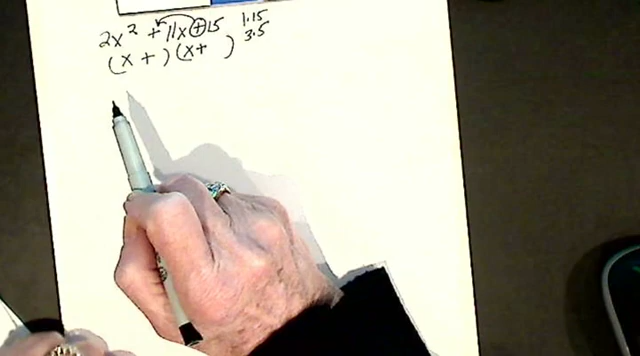 2x² + 11x + 15 1·15
(x + ) (x + ) 3·5